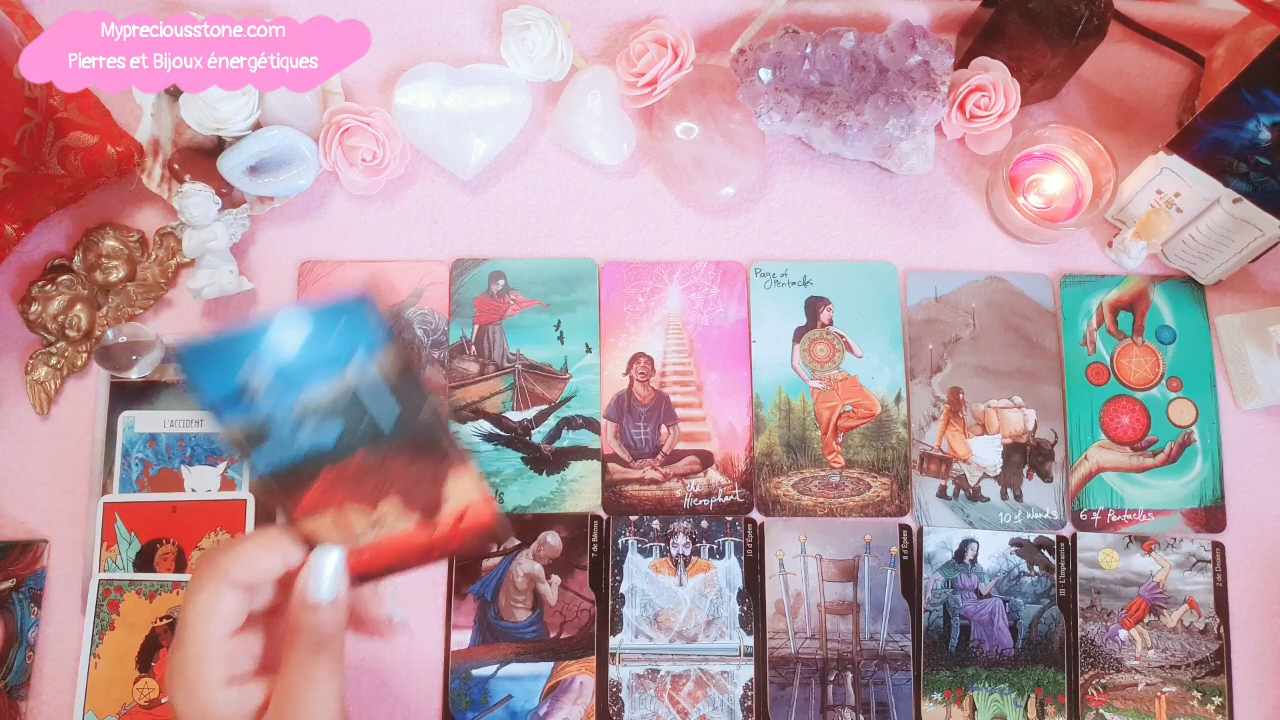 Mypreciousstone.com
Pierres et Bijoux énergétiques
Page of
Pentacles
L'ACCIDENT
5 the
Hierophant
10 of Wands
6 of Pentacles
7 de Bâtons
10 d'Épées
8 d'Épées
III - L'Impératrice
2 de Deniers